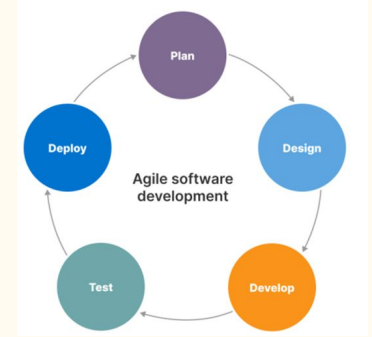 Plan
Deploy
Design
Agile software
development
Test
Develop